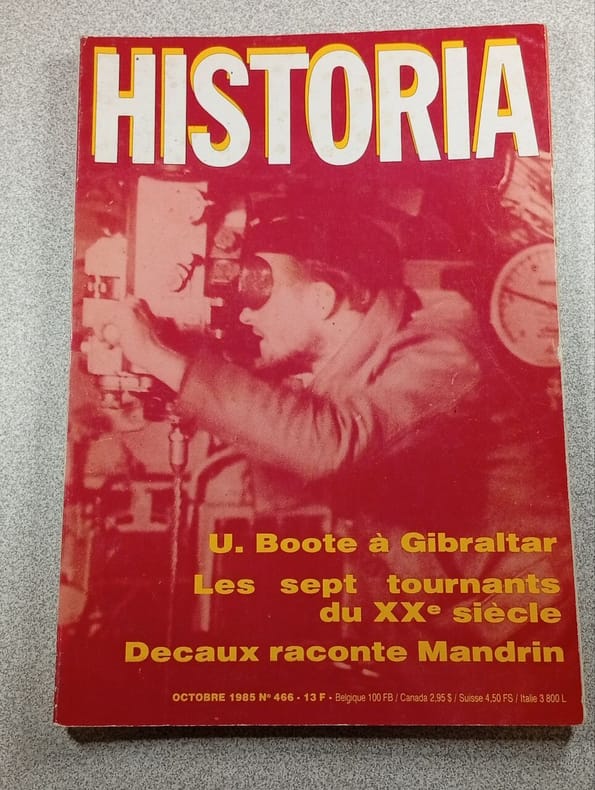 HISTORIA
U. Boote à Gibraltar
Les sept tournants
du XXe siècle
Decaux raconte Mandrin
OCTOBRE 1985 No 466 - 13 F - Belgique 100 FB / Canada 2,95 $ / Suisse 4,50 FS / Italie 3 800 L